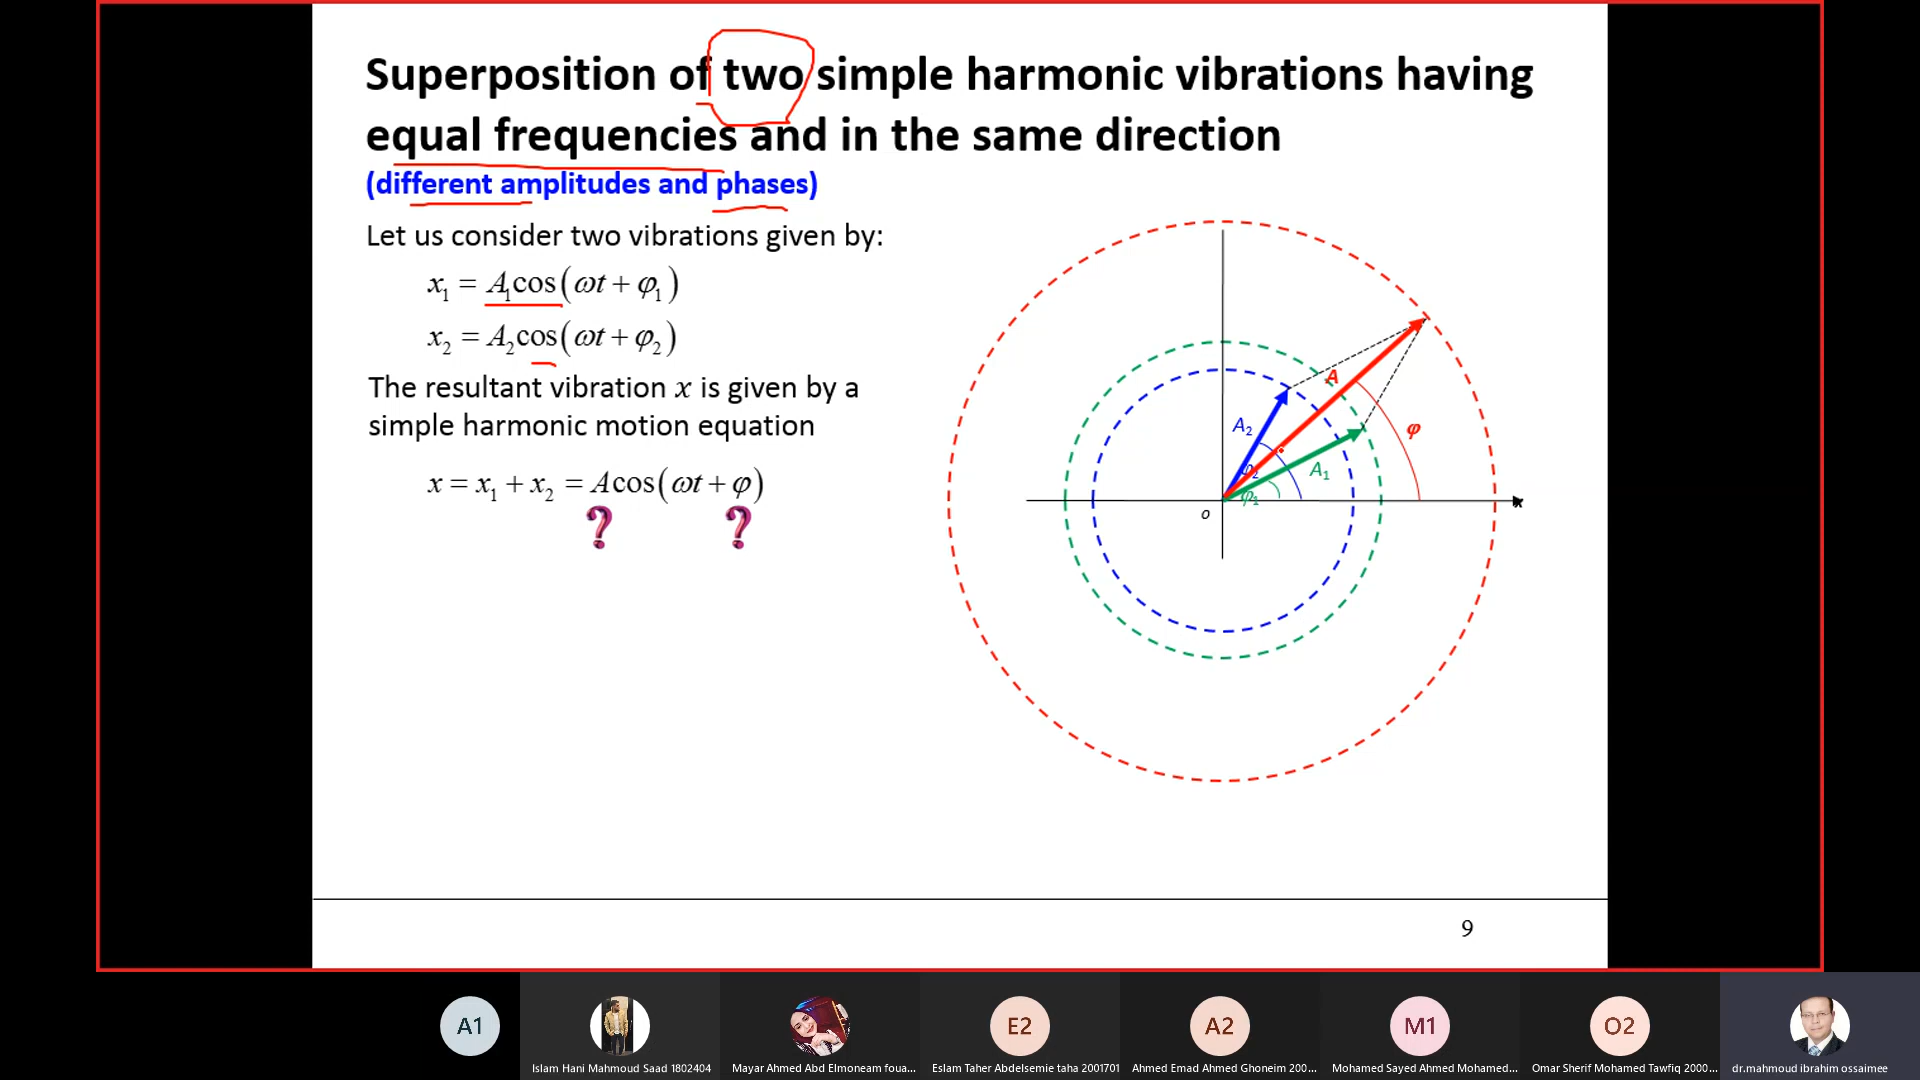 Superposition of two simple harmonic vibrations having
equal frequencies and in the same direction
(different amplitudes and phases)
Let us consider two vibrations given by:
x₁ = A₁cos(ωt + φ₁)
x₂ = A₂cos(ωt + φ₂)
The resultant vibration x is given by a
simple harmonic motion equation
x = x₁ + x₂ = Acos(ωt + φ)
? ?
A
A₂
φ
A₁
φ₂
φ₁
o
x
9
A1
E2
A2
M1
O2
Islam Hani Mahmoud Saad 1802404
Mayar Ahmed Abd Elmoneam foua...
Eslam Taher Abdelsemie taha 2001701
Ahmed Emad Ahmed Ghoneim 200...
Mohamed Sayed Ahmed Mohamed...
Omar Sherif Mohamed Tawfiq 2000...
dr.mahmoud ibrahim ossaimee